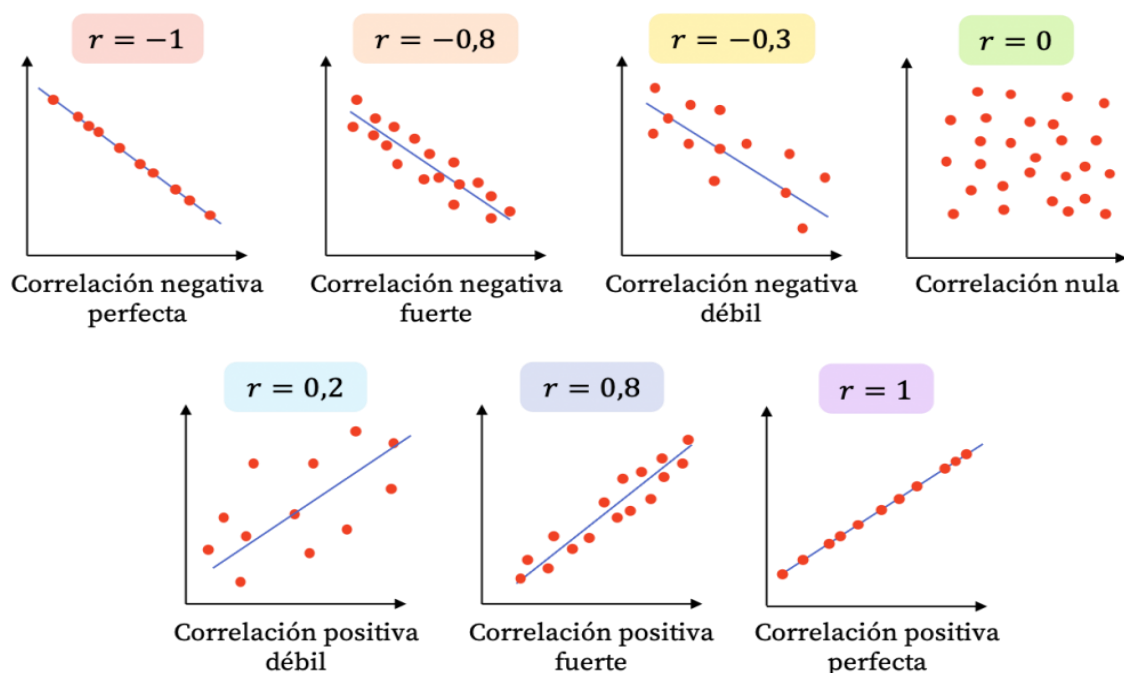 r = −1
r = −0,8
r = −0,3
r = 0
Correlación negativa
perfecta
Correlación negativa
fuerte
Correlación negativa
débil
Correlación nula
r = 0,2
r = 0,8
r = 1
Correlación positiva
débil
Correlación positiva
fuerte
Correlación positiva
perfecta